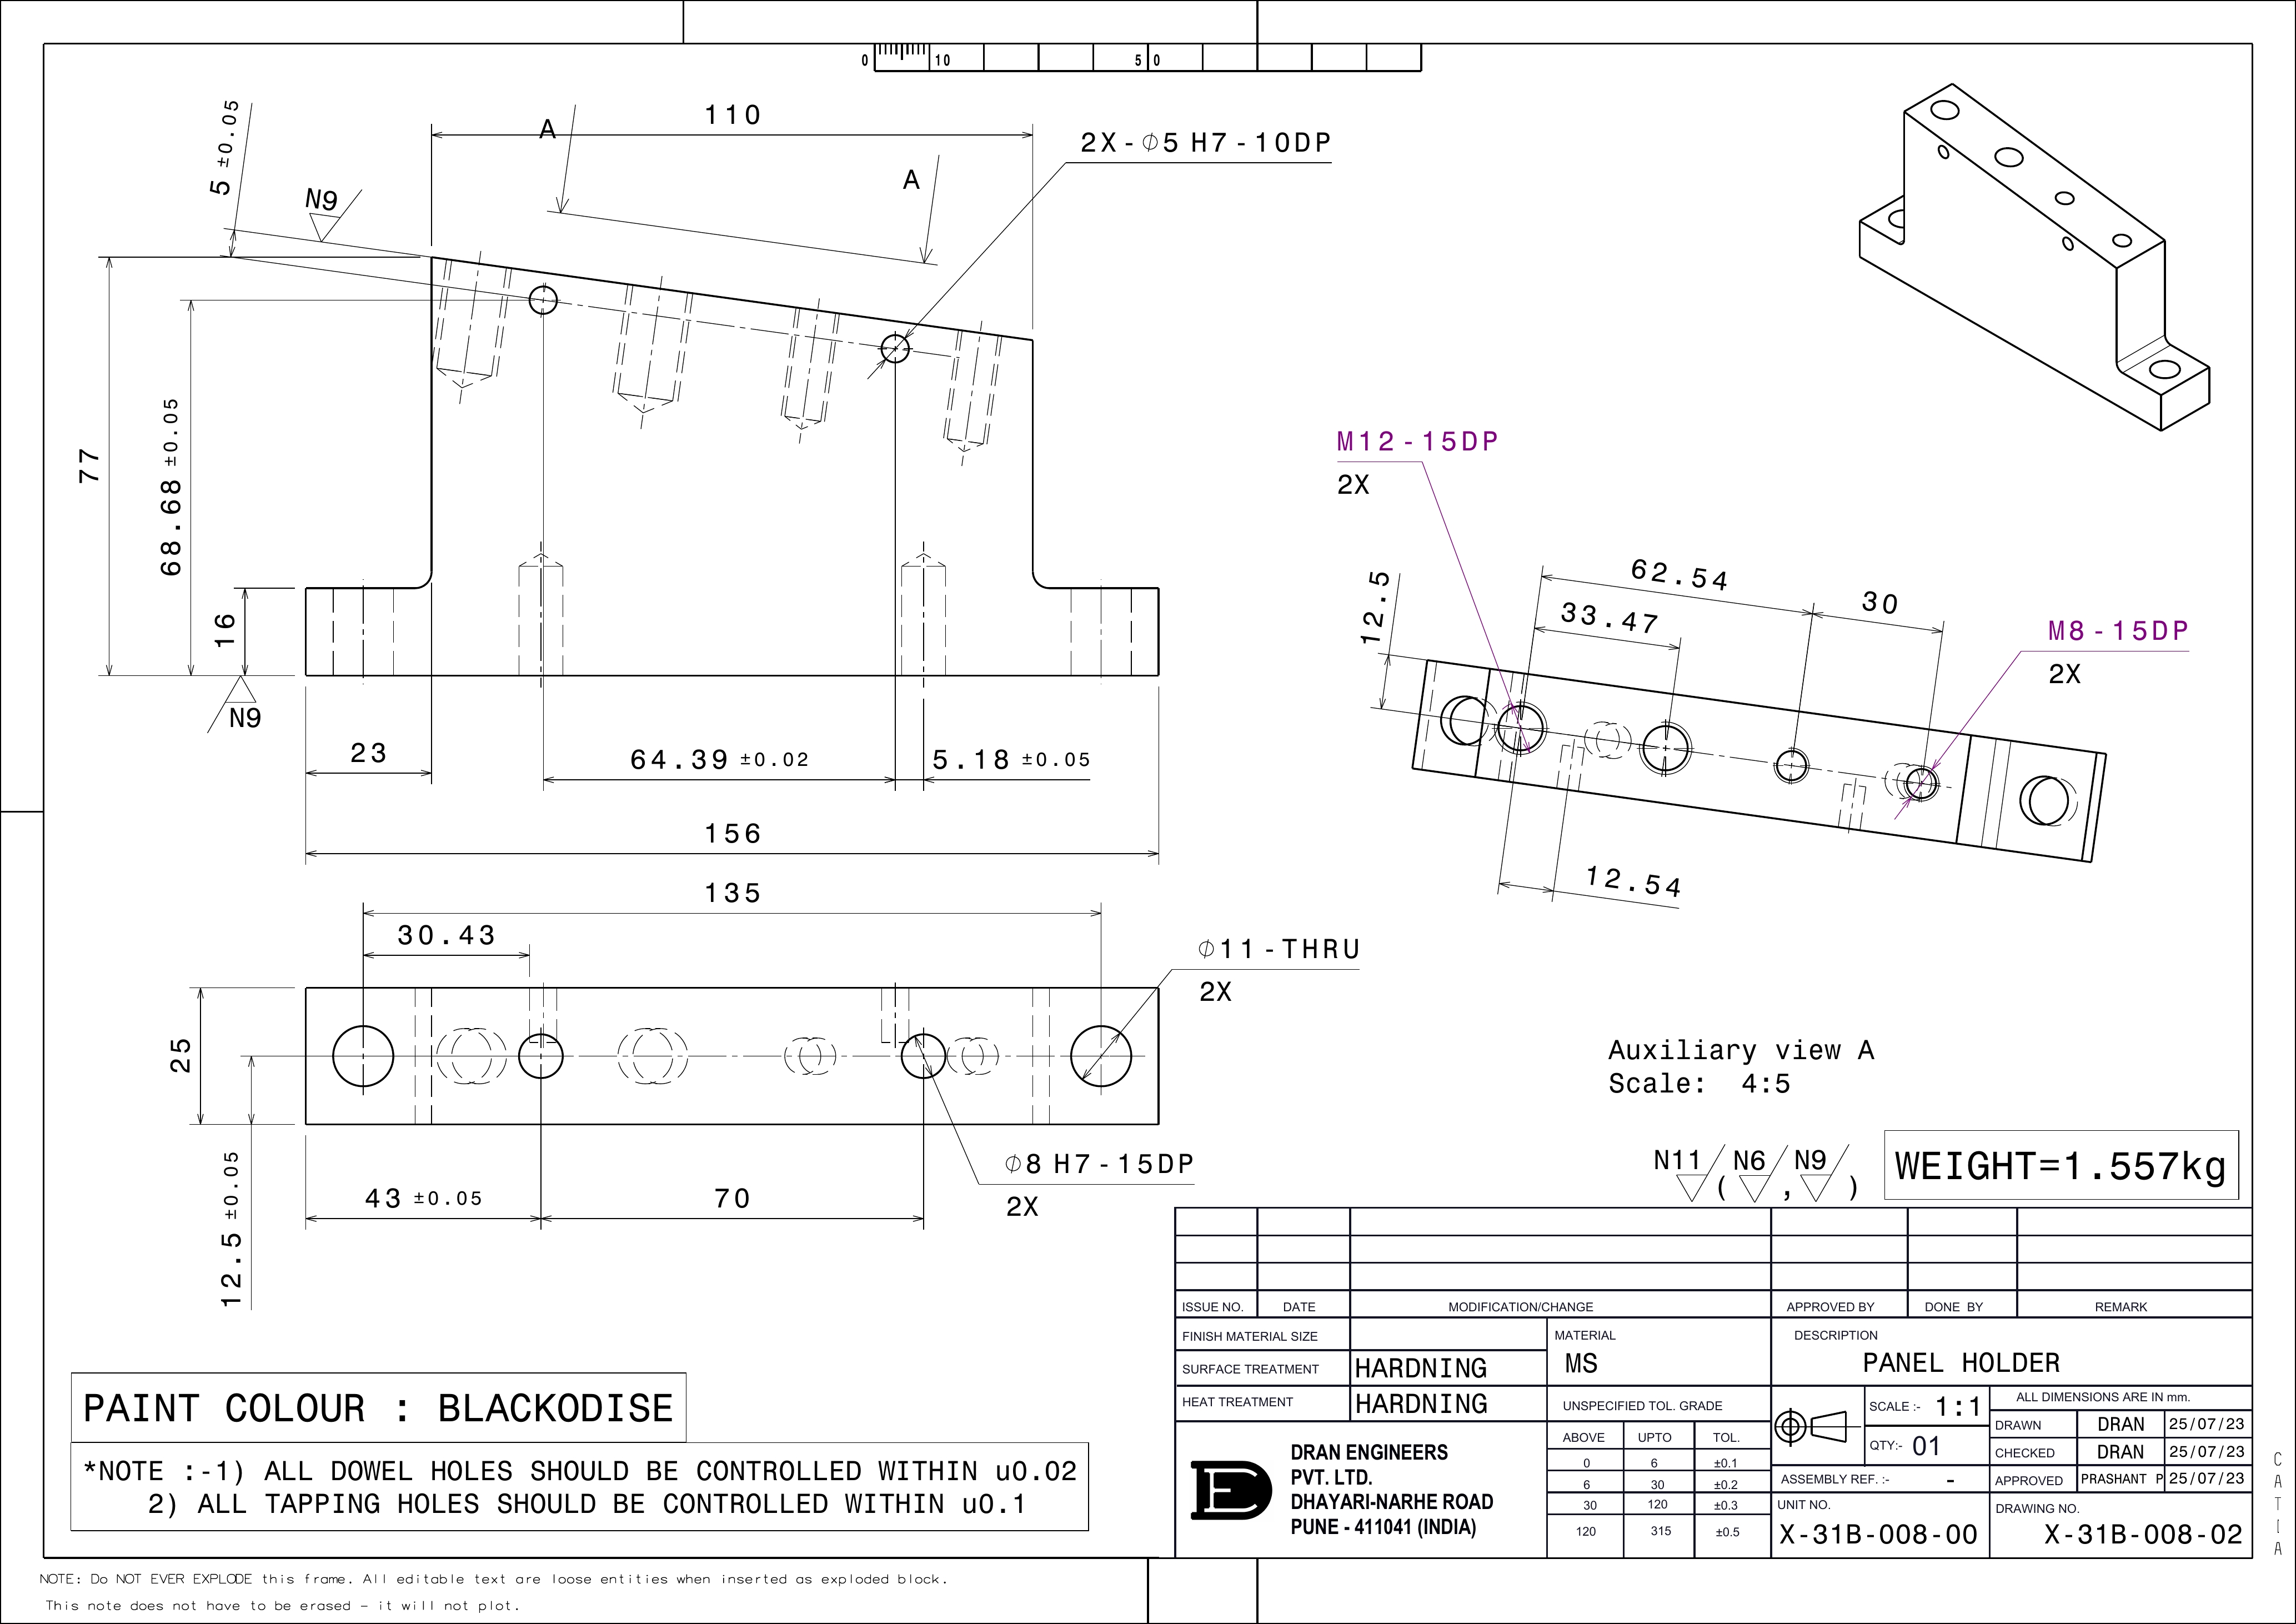 0 10 50
110
A
A
2X-⌀5 H7-10DP
5 ±0.05
N9
77
68.68 ±0.05
16
N9
23
64.39 ±0.02
5.18 ±0.05
156
M12-15DP
2X
62.54
33.47
30
12.5
M8-15DP
2X
12.54
135
30.43
⌀11-THRU
2X
25
12.5 ±0.05
43 ±0.05
70
⌀8 H7-15DP
2X
Auxiliary view A
Scale: 4:5
N11 ( N6 , N9 )
WEIGHT=1.557kg
ISSUE NO. DATE MODIFICATION/CHANGE APPROVED BY DONE BY REMARK
FINISH MATERIAL SIZE
MATERIAL
MS
DESCRIPTION
PANEL HOLDER
SURFACE TREATMENT HARDNING
HEAT TREATMENT HARDNING
UNSPECIFIED TOL. GRADE
ABOVE UPTO TOL.
0 6 ±0.1
6 30 ±0.2
30 120 ±0.3
120 315 ±0.5
SCALE :- 1:1
QTY:- 01
ALL DIMENSIONS ARE IN mm.
DRAWN DRAN 25/07/23
CHECKED DRAN 25/07/23
APPROVED PRASHANT P 25/07/23
ASSEMBLY REF. :- -
UNIT NO.
X-31B-008-00
DRAWING NO.
X-31B-008-02
DRAN ENGINEERS
PVT. LTD.
DHAYARI-NARHE ROAD
PUNE - 411041 (INDIA)
PAINT COLOUR : BLACKODISE
*NOTE :-1) ALL DOWEL HOLES SHOULD BE CONTROLLED WITHIN u0.02
2) ALL TAPPING HOLES SHOULD BE CONTROLLED WITHIN u0.1
NOTE: Do NOT EVER EXPLODE this frame. All editable text are loose entities when inserted as exploded block.
This note does not have to be erased - it will not plot.
CATIA